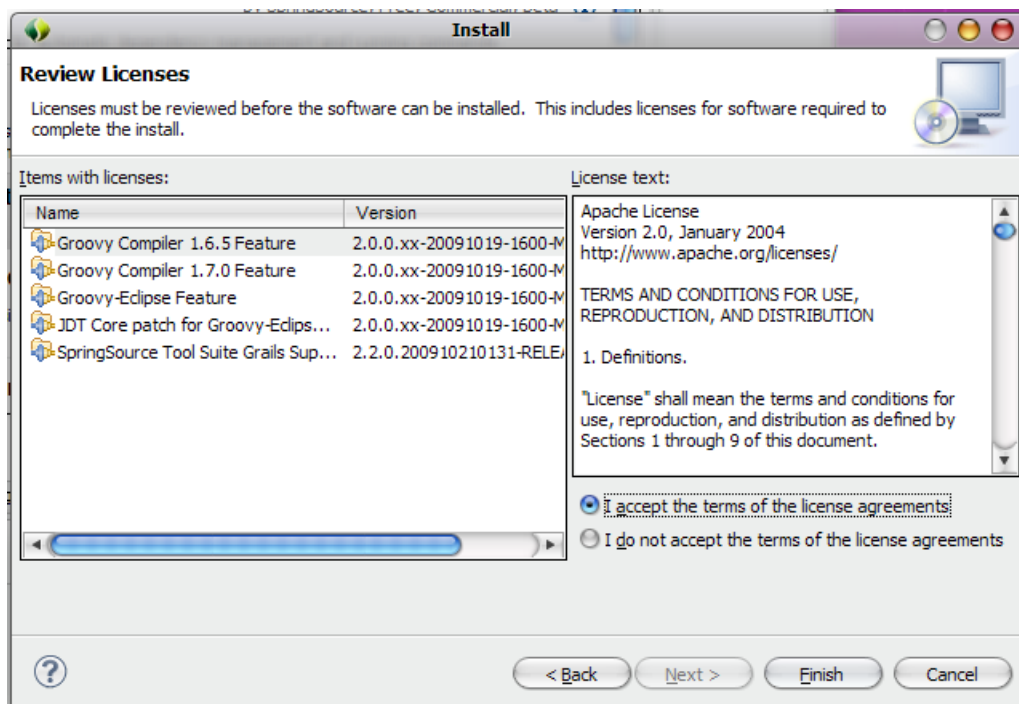 Install
Review Licenses
Licenses must be reviewed before the software can be installed. This includes licenses for software required to
complete the install.
Items with licenses:
Name Version
Groovy Compiler 1.6.5 Feature 2.0.0.xx-20091019-1600-M
Groovy Compiler 1.7.0 Feature 2.0.0.xx-20091019-1600-M
Groovy-Eclipse Feature 2.0.0.xx-20091019-1600-M
JDT Core patch for Groovy-Eclips... 2.0.0.xx-20091019-1600-M
SpringSource Tool Suite Grails Sup... 2.2.0.200910210131-RELEA
License text:
Apache License
Version 2.0, January 2004
http://www.apache.org/licenses/
TERMS AND CONDITIONS FOR USE,
REPRODUCTION, AND DISTRIBUTION
1. Definitions.
"License" shall mean the terms and conditions for
use, reproduction, and distribution as defined by
Sections 1 through 9 of this document.
I accept the terms of the license agreements
I do not accept the terms of the license agreements
?
< Back Next > Finish Cancel